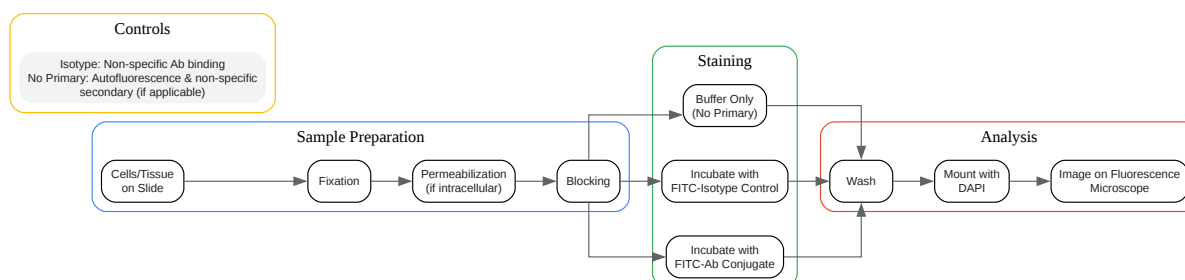 Controls
Isotype: Non-specific Ab binding
No Primary: Autofluorescence & non-specific
secondary (if applicable)
Sample Preparation
Cells/Tissue
on Slide
Fixation
Permeabilization
(if intracellular)
Blocking
Staining
Buffer Only
(No Primary)
Incubate with
FITC-Isotype Control
Incubate with
FITC-Ab Conjugate
Analysis
Wash
Mount with
DAPI
Image on Fluorescence
Microscope